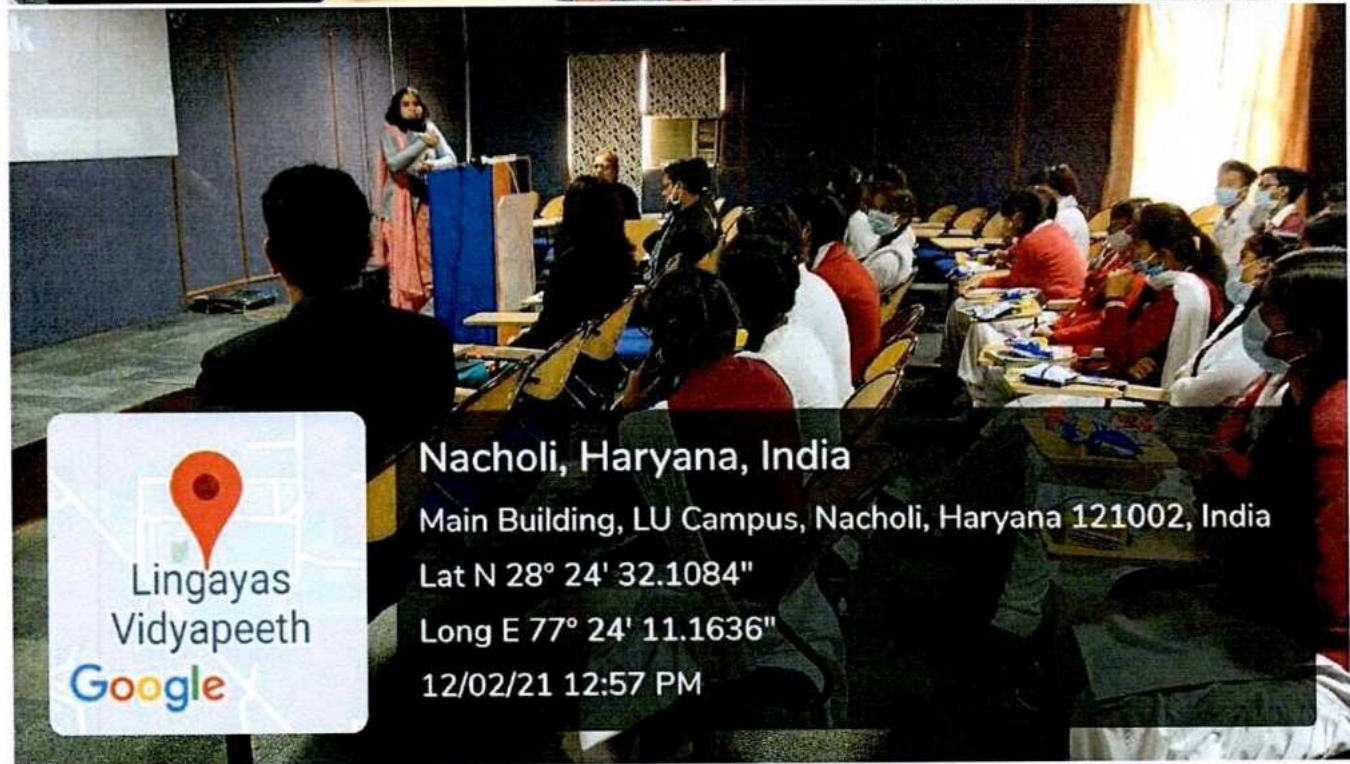 k
Lingayas
Vidyapeeth
Google
Nacholi, Haryana, India
Main Building, LU Campus, Nacholi, Haryana 121002, India
Lat N 28° 24' 32.1084"
Long E 77° 24' 11.1636"
12/02/21 12:57 PM